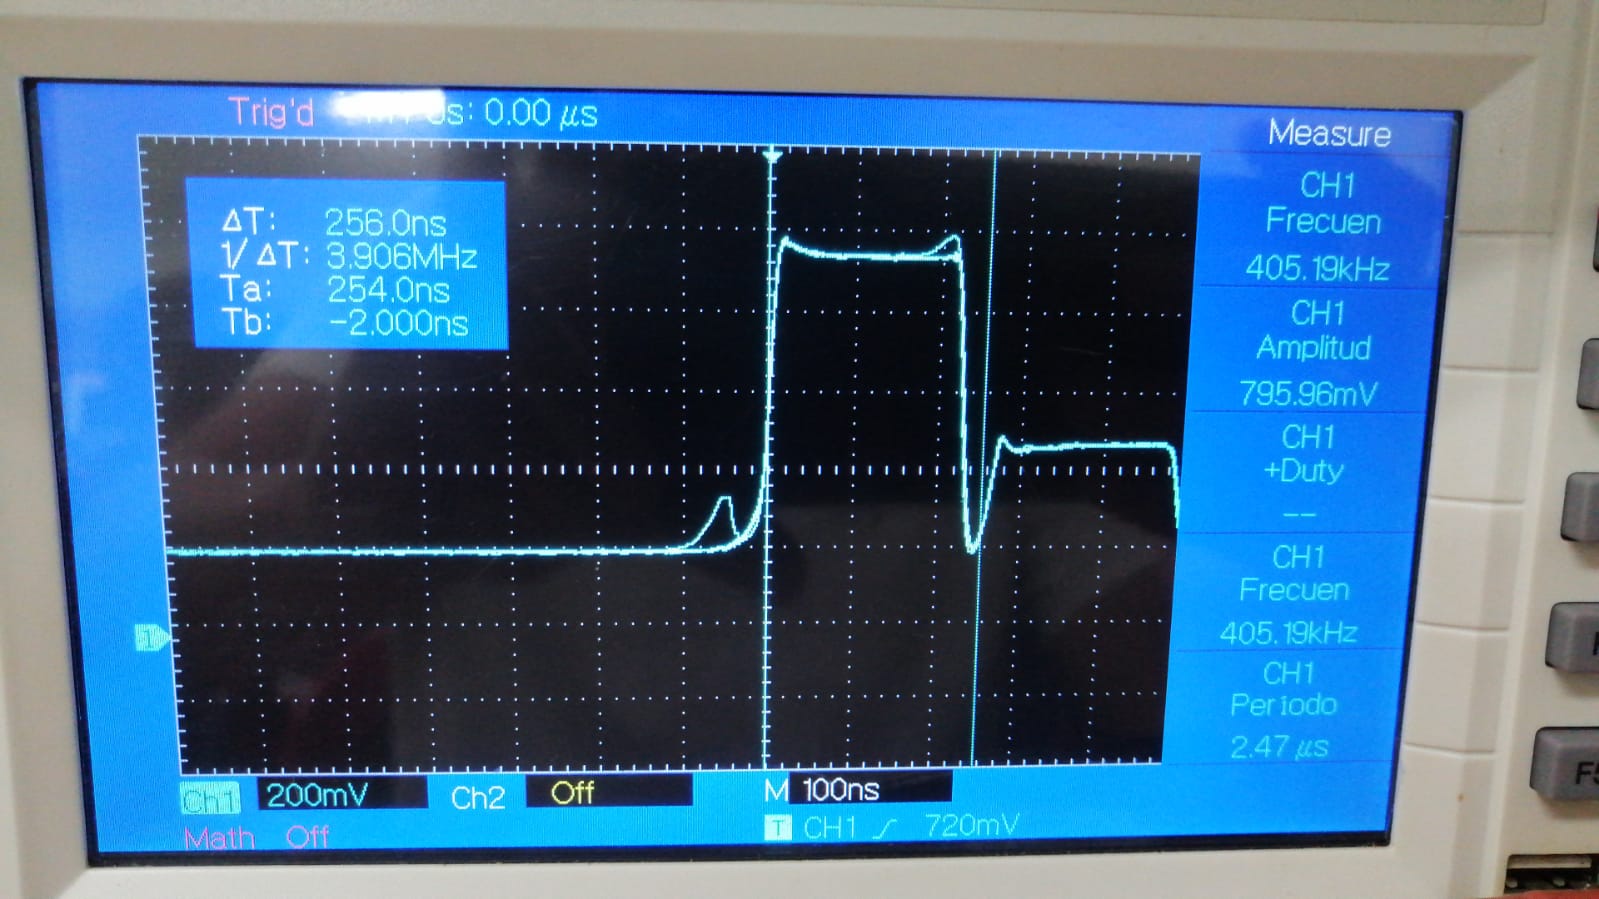 Trig'd s: 0.00 µs
Measure
ΔT: 256.0ns
1/ΔT: 3.906MHz
Ta: 254.0ns
Tb: -2.000ns
CH1
Frecuen
405.19kHz
CH1
Amplitud
795.96mV
CH1
+Duty
--
CH1
Frecuen
405.19kHz
CH1
Periodo
2.47 µs
1
Ch1 200mV Ch2 Off M 100ns
Math Off T CH1 720mV